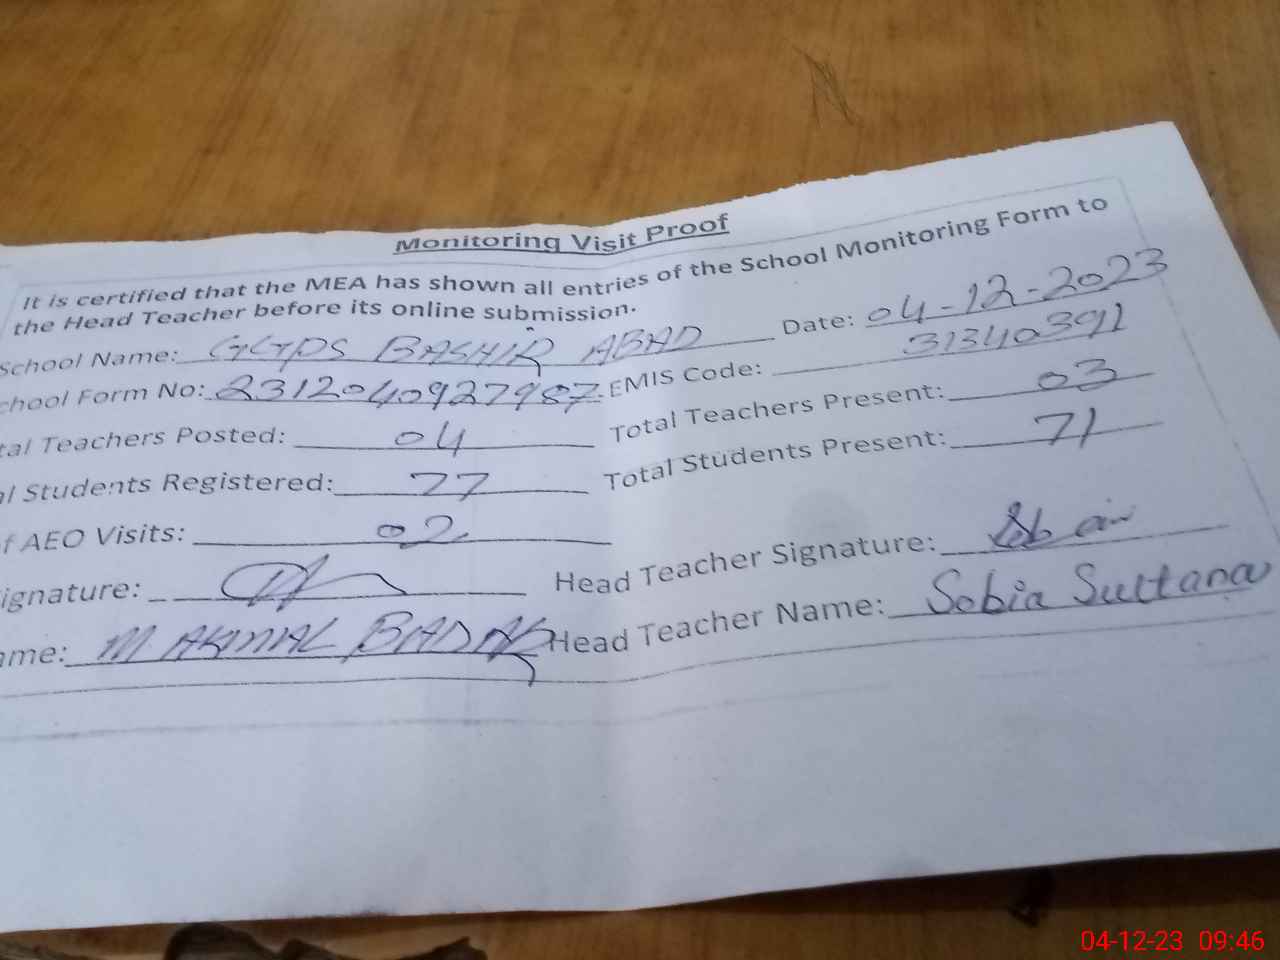 Monitoring Visit Proof
It is certified that the MEA has shown all entries of the School Monitoring Form to
the Head Teacher before its online submission.
School Name: GGPS BASHIR ABAD Date: 04-12-2023
chool Form No: 2312040927987. EMIS Code: 31340391
tal Teachers Posted: 04 Total Teachers Present: 03
al Students Registered: 77 Total Students Present: 71
f AEO Visits: 02
ignature: Head Teacher Signature:
ame: M. AKMAL BADAR Head Teacher Name: Sobia Sultana
04-12-23 09:46